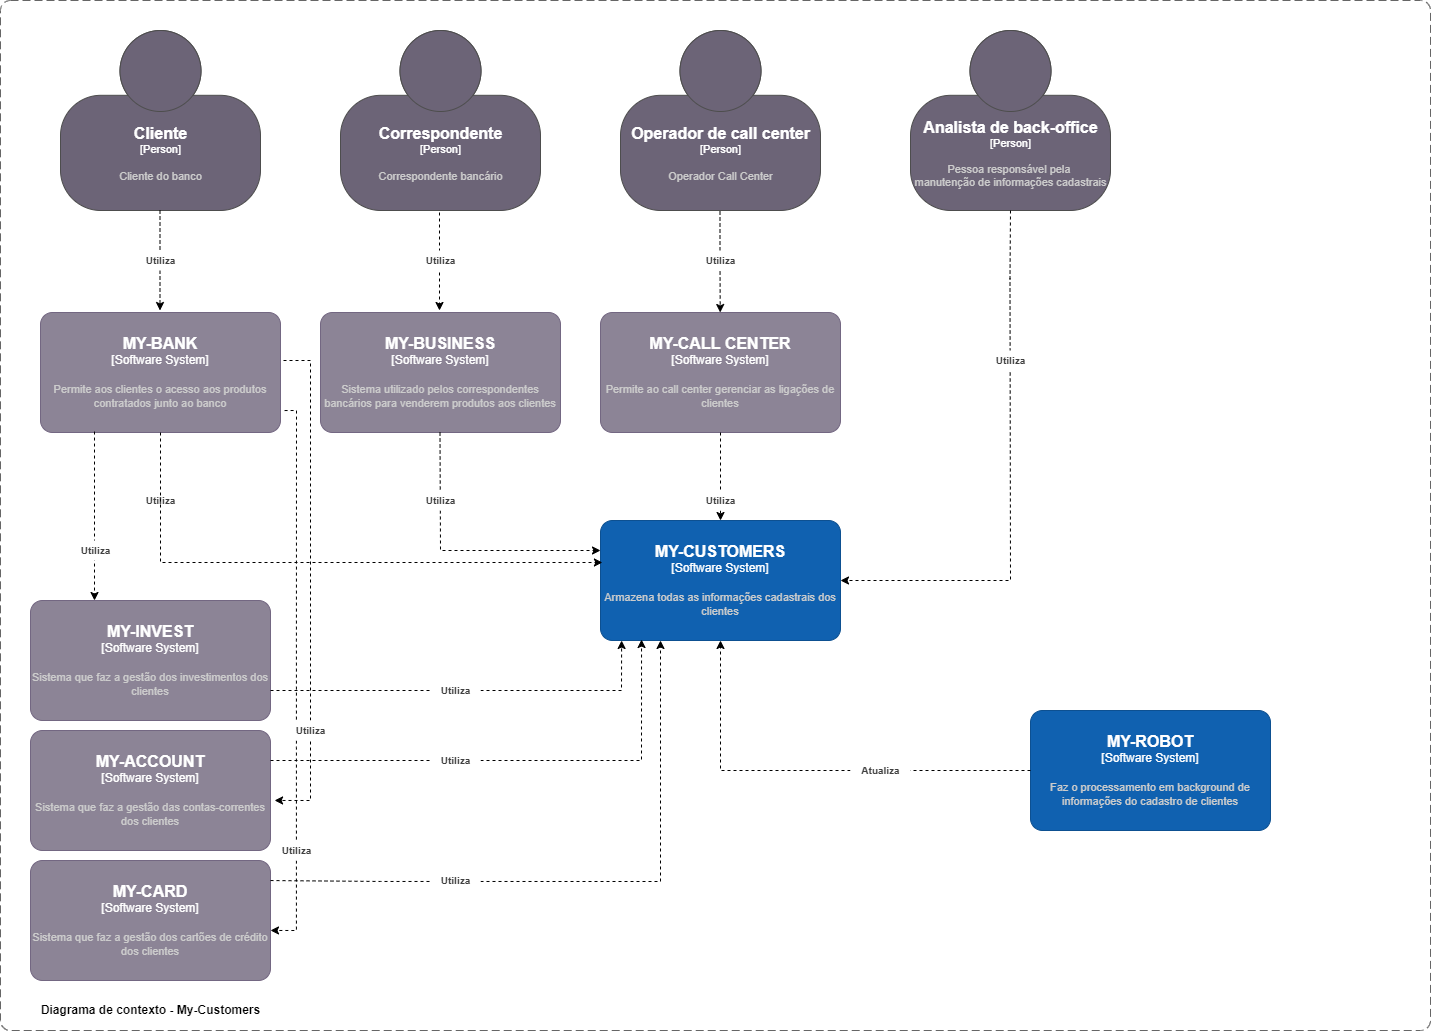 Cliente
[Person]
Cliente do banco
Correspondente
[Person]
Correspondente bancário
Operador de call center
[Person]
Operador Call Center
Analista de back-office
[Person]
Pessoa responsável pela
manutenção de informações cadastrais
Utiliza
Utiliza
Utiliza
Utiliza
MY-BANK
[Software System]
Permite aos clientes o acesso aos produtos
contratados junto ao banco
MY-BUSINESS
[Software System]
Sistema utilizado pelos correspondentes
bancários para venderem produtos aos clientes
MY-CALL CENTER
[Software System]
Permite ao call center gerenciar as ligações de
clientes
Utiliza
Utiliza
Utiliza
Utiliza
MY-CUSTOMERS
[Software System]
Armazena todas as informações cadastrais dos
clientes
MY-INVEST
[Software System]
Sistema que faz a gestão dos investimentos dos
clientes
Utiliza
Utiliza
MY-ACCOUNT
[Software System]
Sistema que faz a gestão das contas-correntes
dos clientes
Utiliza
Atualiza
MY-ROBOT
[Software System]
Faz o processamento em background de
informações do cadastro de clientes
Utiliza
MY-CARD
[Software System]
Sistema que faz a gestão dos cartões de crédito
dos clientes
Utiliza
Diagrama de contexto - My-Customers